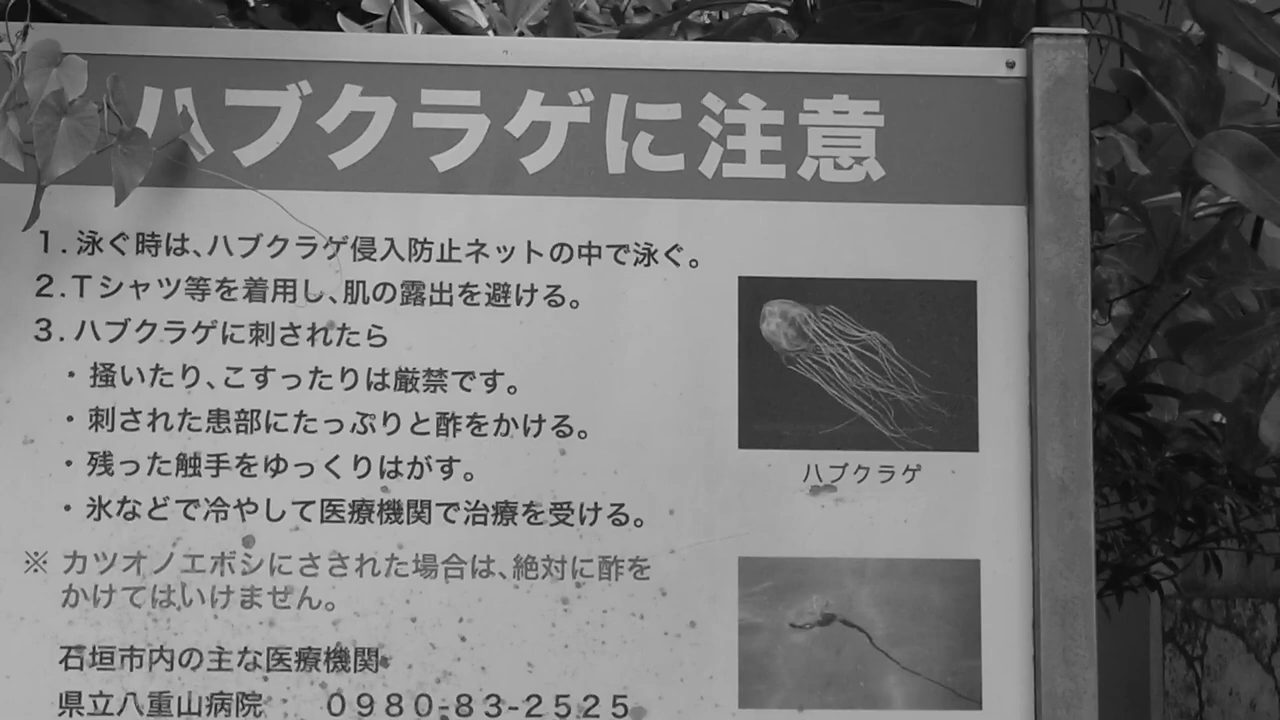 ハブクラゲに注意
1.泳ぐ時は、ハブクラゲ侵入防止ネットの中で泳ぐ。
2.Tシャツ等を着用し、肌の露出を避ける。
3.ハブクラゲに刺されたら
・掻いたり、こすったりは厳禁です。
・刺された患部にたっぷりと酢をかける。
・残った触手をゆっくりはがす。
・氷などで冷やして医療機関で治療を受ける。
ハブクラゲ
※ カツオノエボシにさされた場合は、絶対に酢を
かけてはいけません。
石垣市内の主な医療機関
県立八重山病院 0980-83-2525